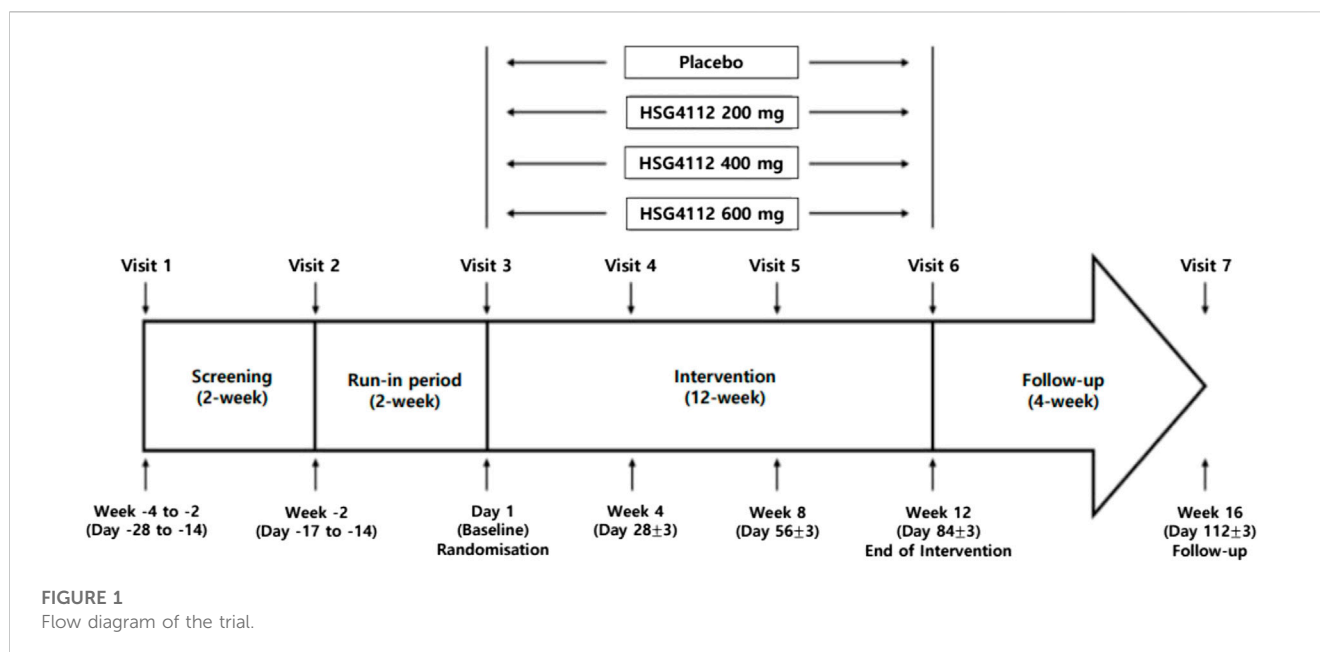 Placebo
HSG4112 200 mg
HSG4112 400 mg
HSG4112 600 mg
Visit 1
Visit 2
Visit 3
Visit 4
Visit 5
Visit 6
Visit 7
Screening
(2-week)
Run-in period
(2-week)
Intervention
(12-week)
Follow-up
(4-week)
Week -4 to -2
(Day -28 to -14)
Week -2
(Day -17 to -14)
Day 1
(Baseline)
Randomisation
Week 4
(Day 28±3)
Week 8
(Day 56±3)
Week 12
(Day 84±3)
End of Intervention
Week 16
(Day 112±3)
Follow-up
FIGURE 1
Flow diagram of the trial.